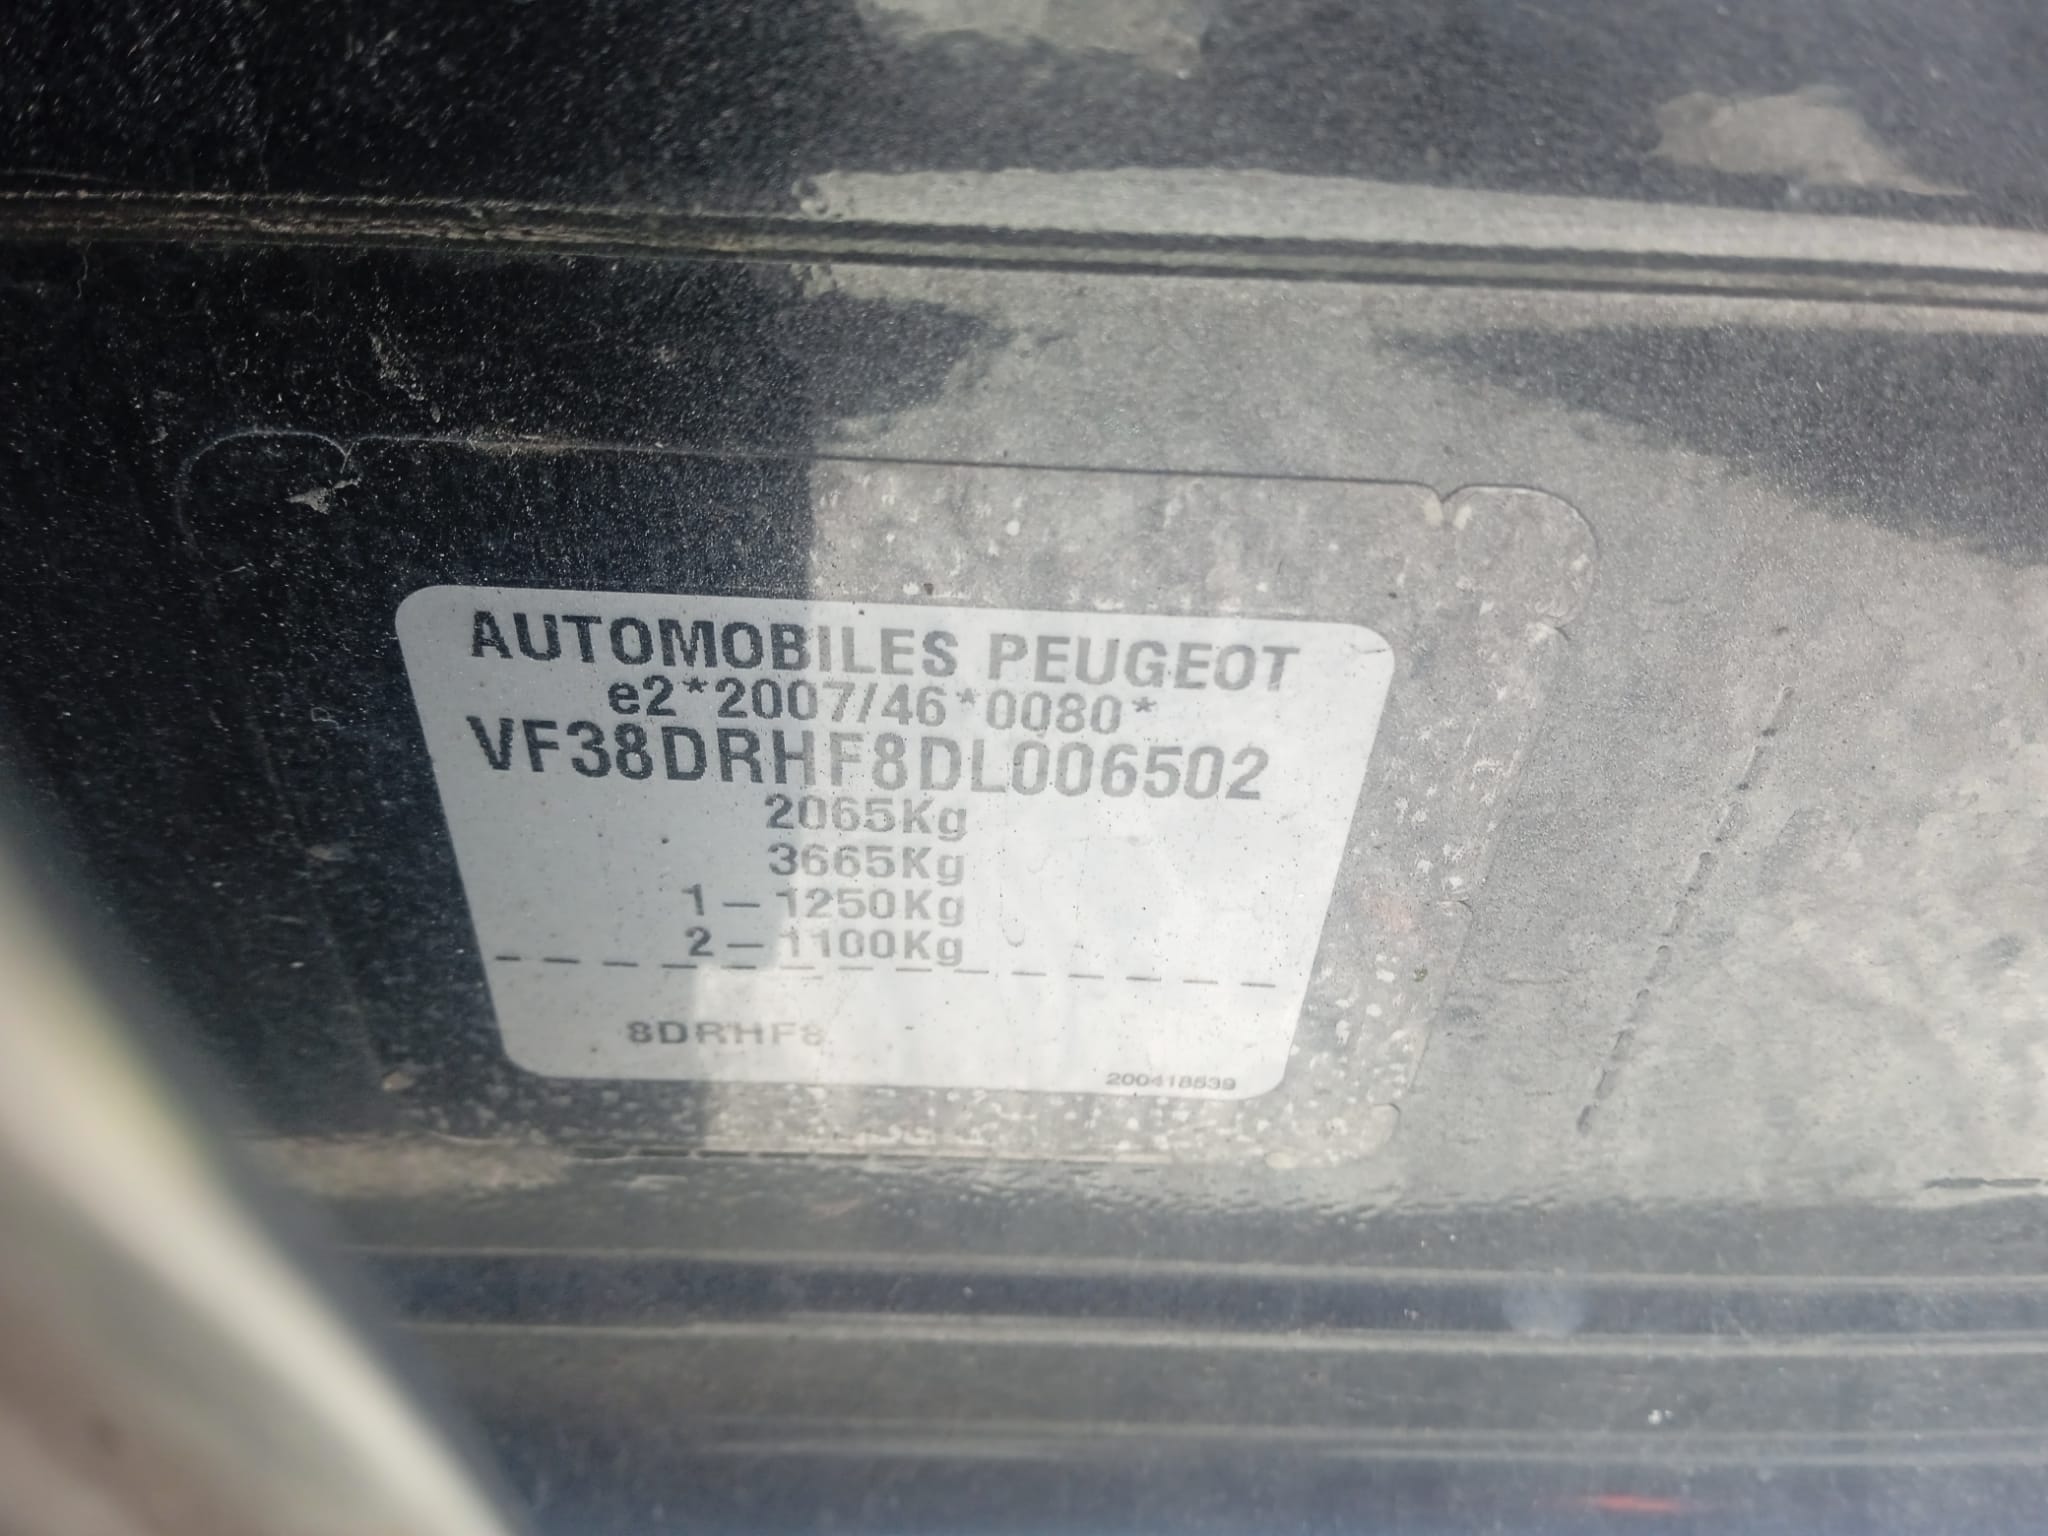 AUTOMOBILES PEUGEOT
e2*2007/46*0080*
VF38DRHF8DL006502
2065Kg
3665Kg
1 – 1250Kg
2 – 1100Kg
8DRHF8
200418539